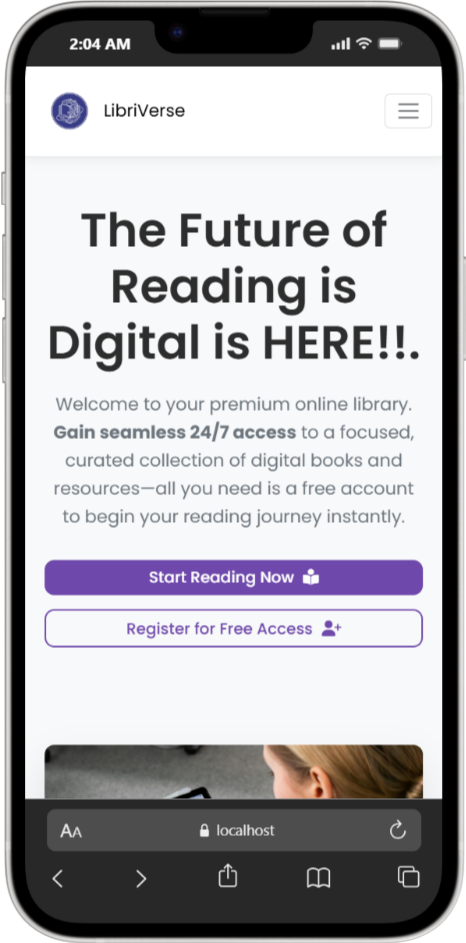 2:04 AM
LibriVerse
The Future of
Reading is
Digital is HERE!!.
Welcome to your premium online library.
Gain seamless 24/7 access to a focused,
curated collection of digital books and
resources—all you need is a free account
to begin your reading journey instantly.
Start Reading Now
Register for Free Access
AA
localhost